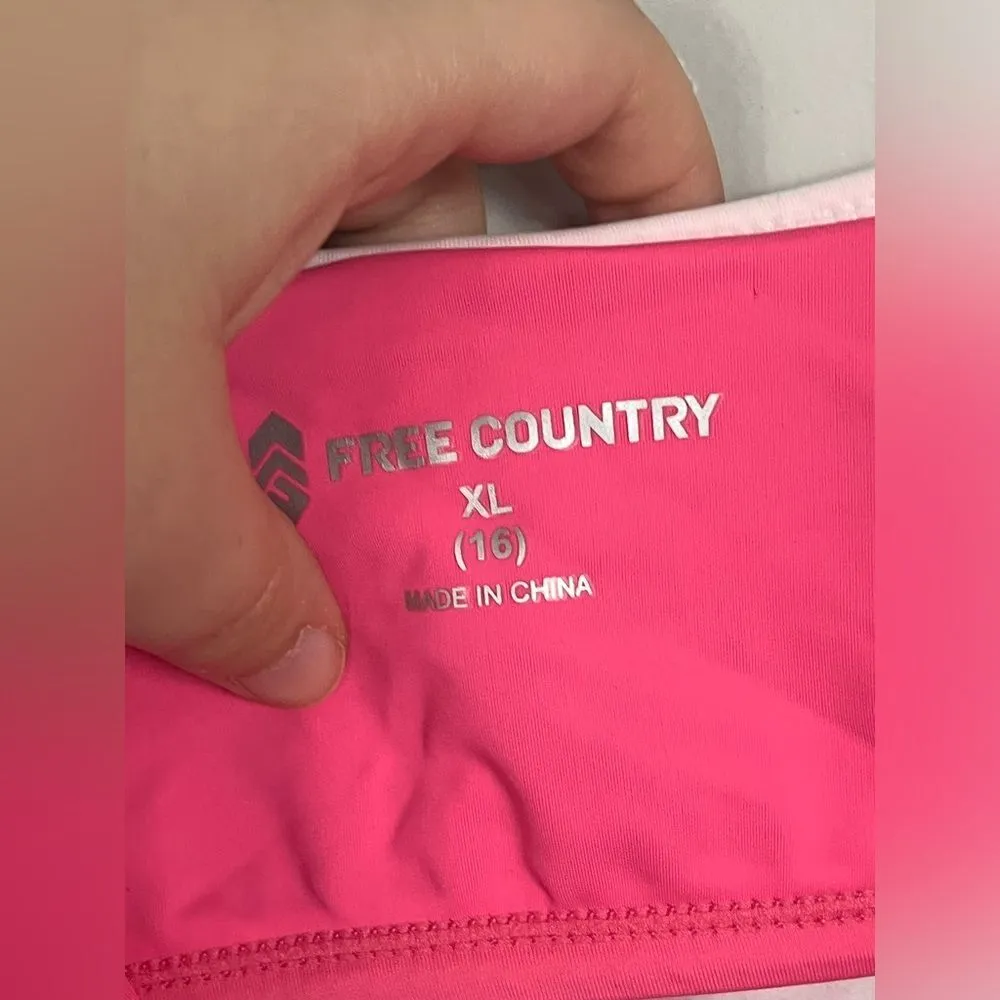 FREE COUNTRY
XL
(16)
MADE IN CHINA